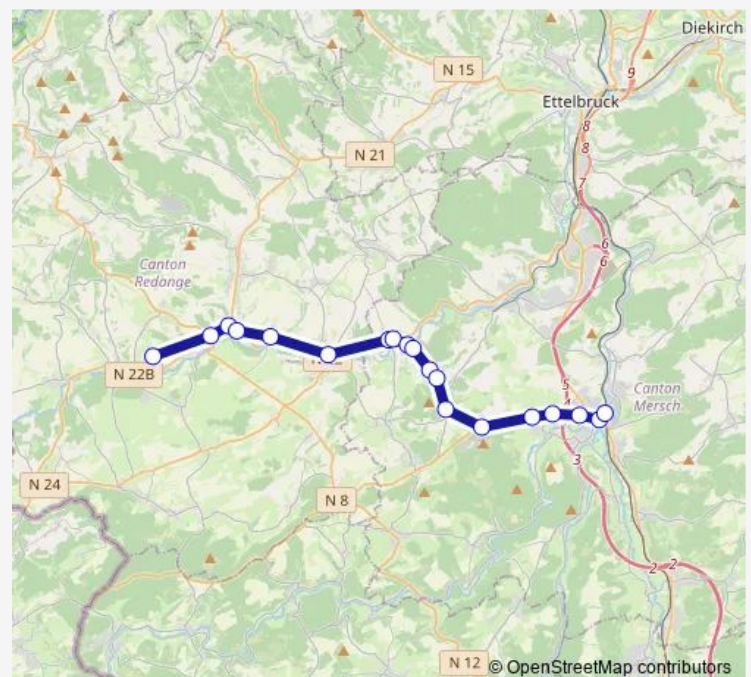 Diekirch
N 15
9
Ettelbruck
8
8
N 21
7
6
6
Canton
Redange
N 22B
5
4
Canton
Mersch
3
N 24
N 8
2
2
N 12
© OpenStreetMap contributors